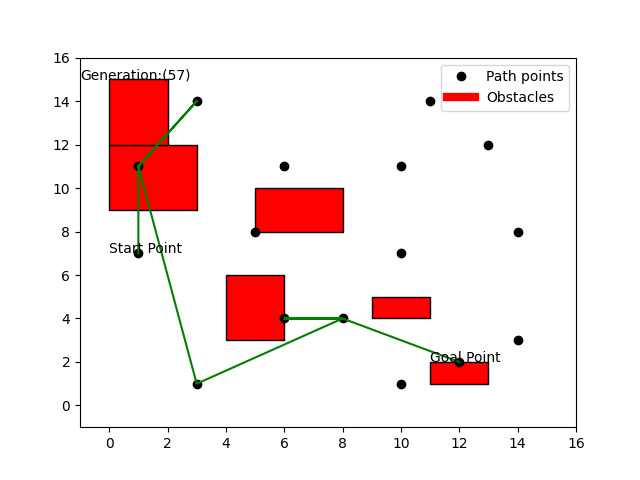 16
Generation:(57)
Path points
Obstacles
14
12
10
8
Start Point
6
4
Goal Point
2
0
0 2 4 6 8 10 12 14 16